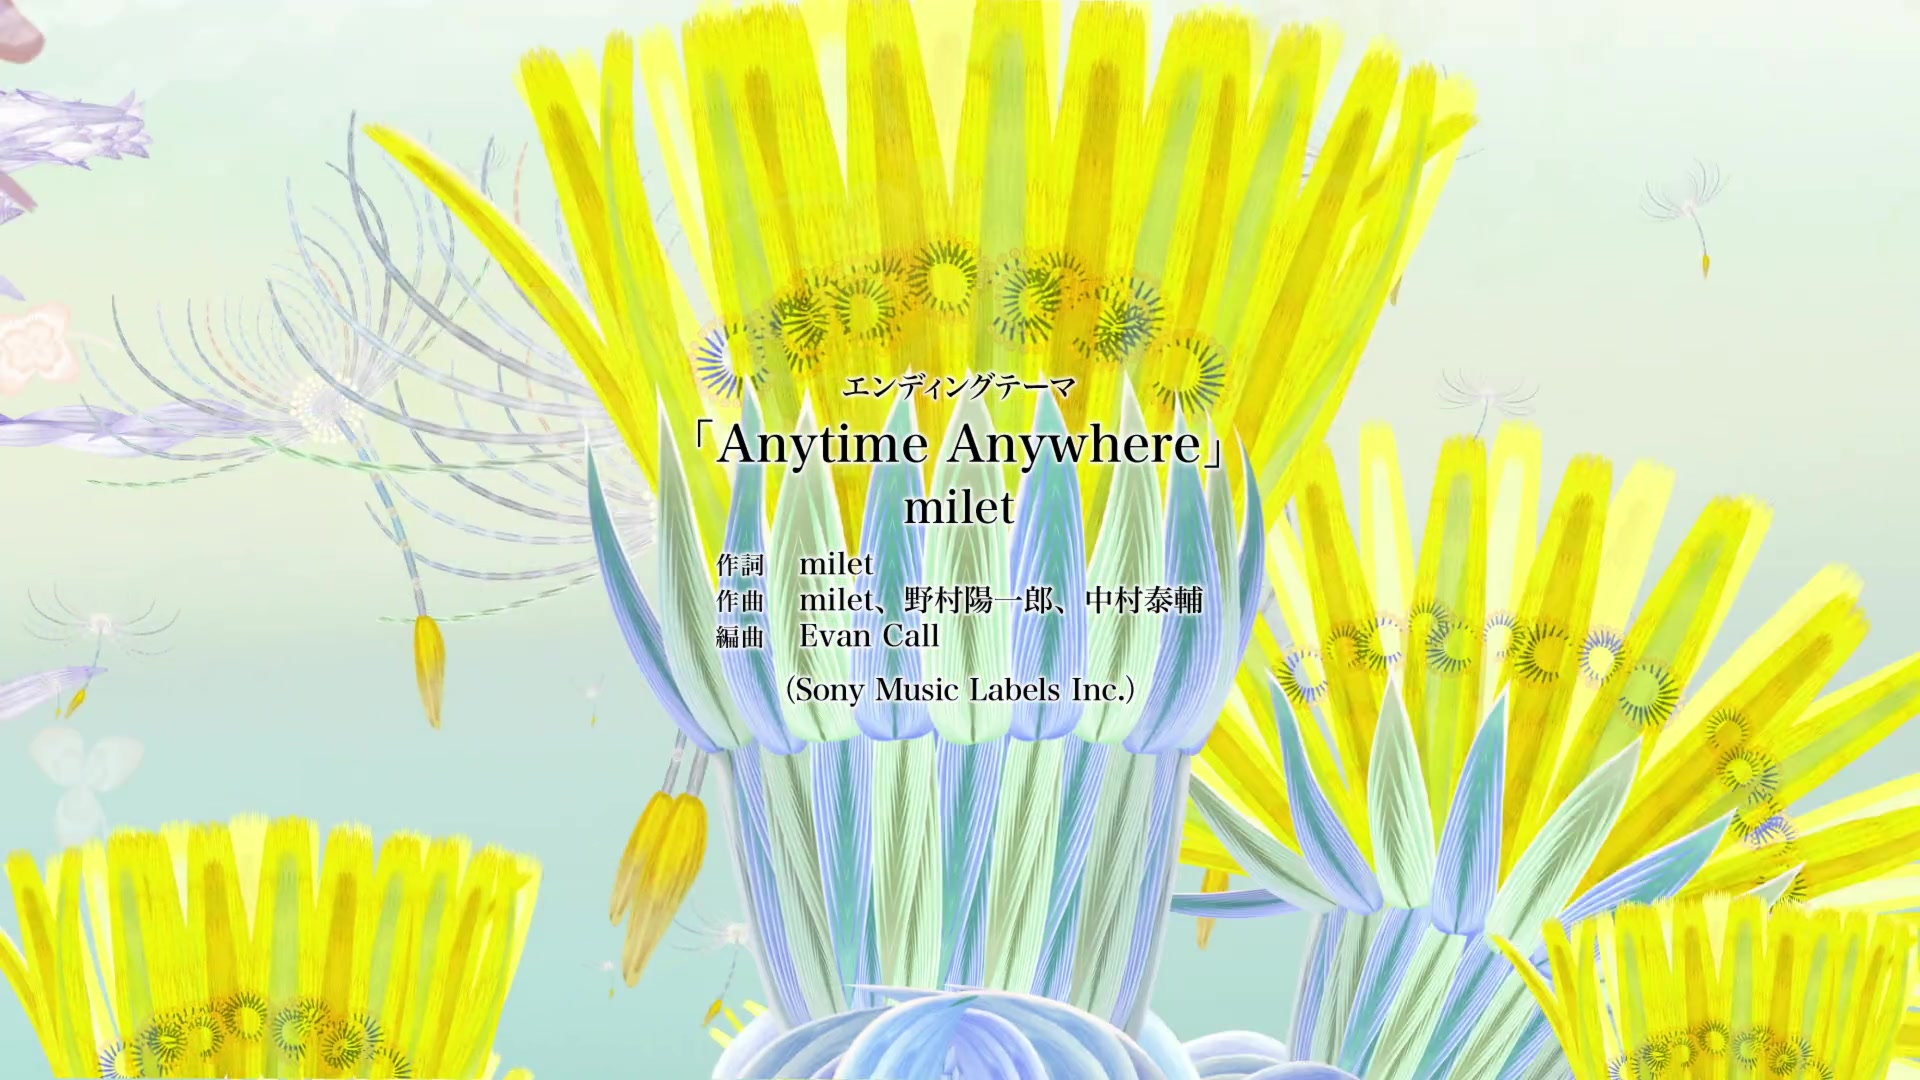 エンディングテーマ
「Anytime Anywhere」
milet
作詞 milet
作曲 milet、野村陽一郎、中村泰輔
編曲 Evan Call
(Sony Music Labels Inc.)